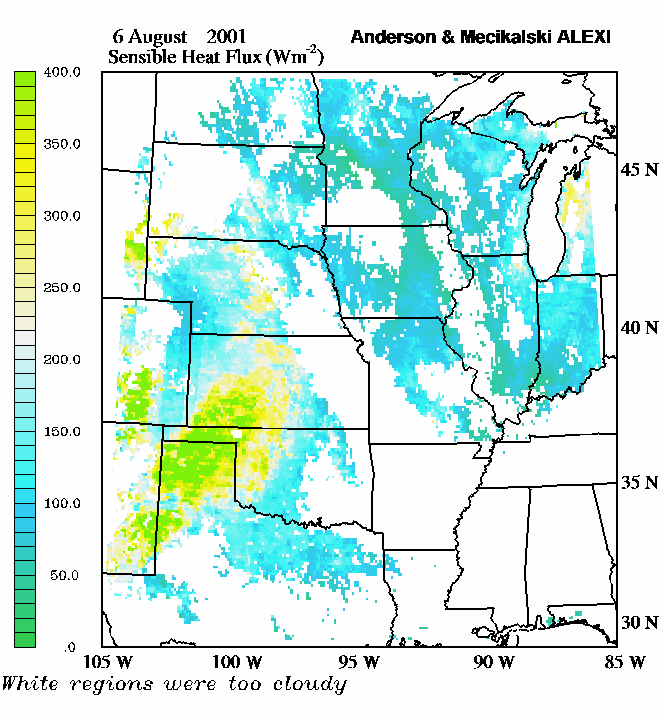 6 August 2001 Anderson & Mecikalski ALEXI
Sensible Heat Flux (Wm-2)
400.0
350.0
300.0
250.0
200.0
150.0
100.0
50.0
.0
45 N
40 N
35 N
30 N
105 W 100 W 95 W 90 W 85 W
White regions were too cloudy